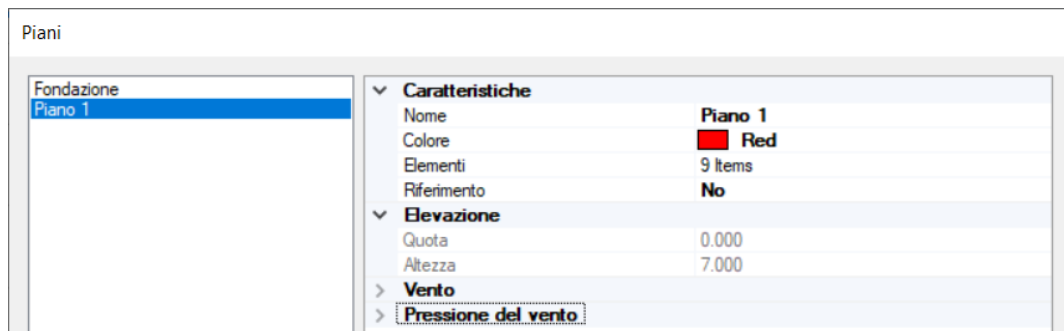 Piani
Fondazione
Piano 1
Caratteristiche
Nome Piano 1
Colore Red
Elementi 9 Items
Riferimento No
Elevazione
Quota 0.000
Altezza 7.000
Vento
Pressione del vento